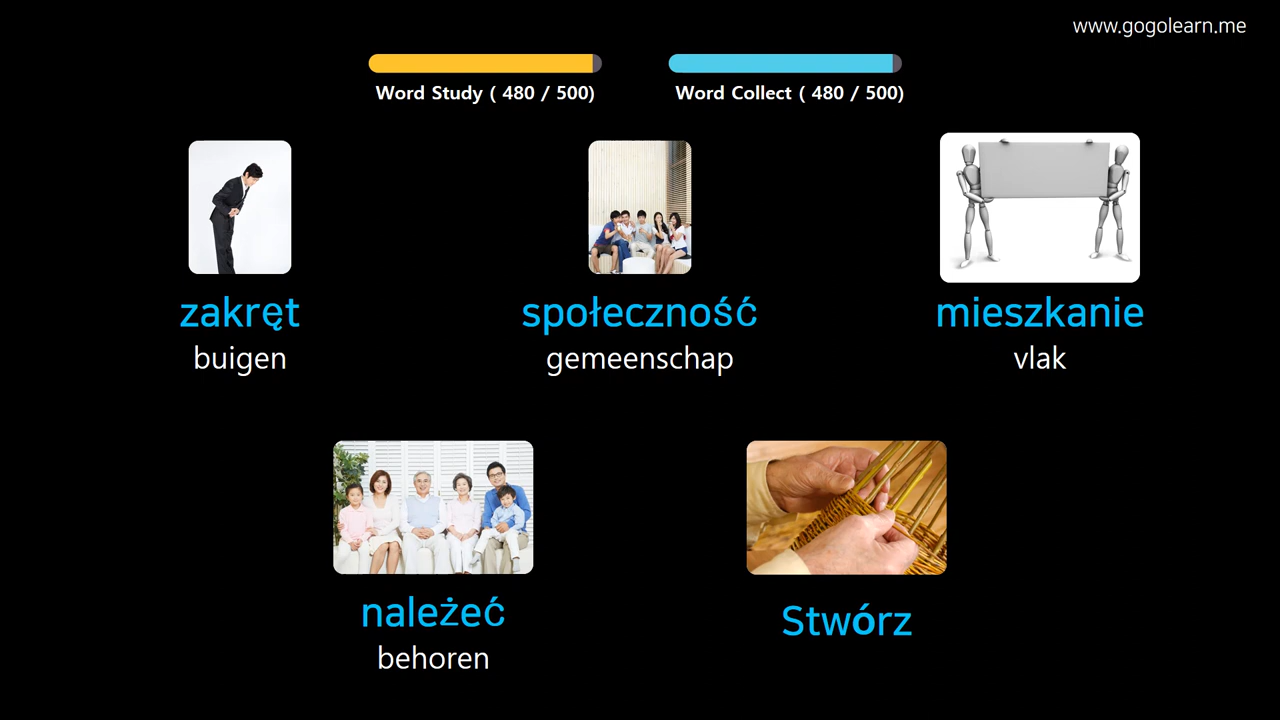 www.gogolearn.me
Word Study ( 480 / 500)
Word Collect ( 480 / 500)
zakręt
buigen
społeczność
gemeenschap
mieszkanie
vlak
należeć
behoren
Stwórz